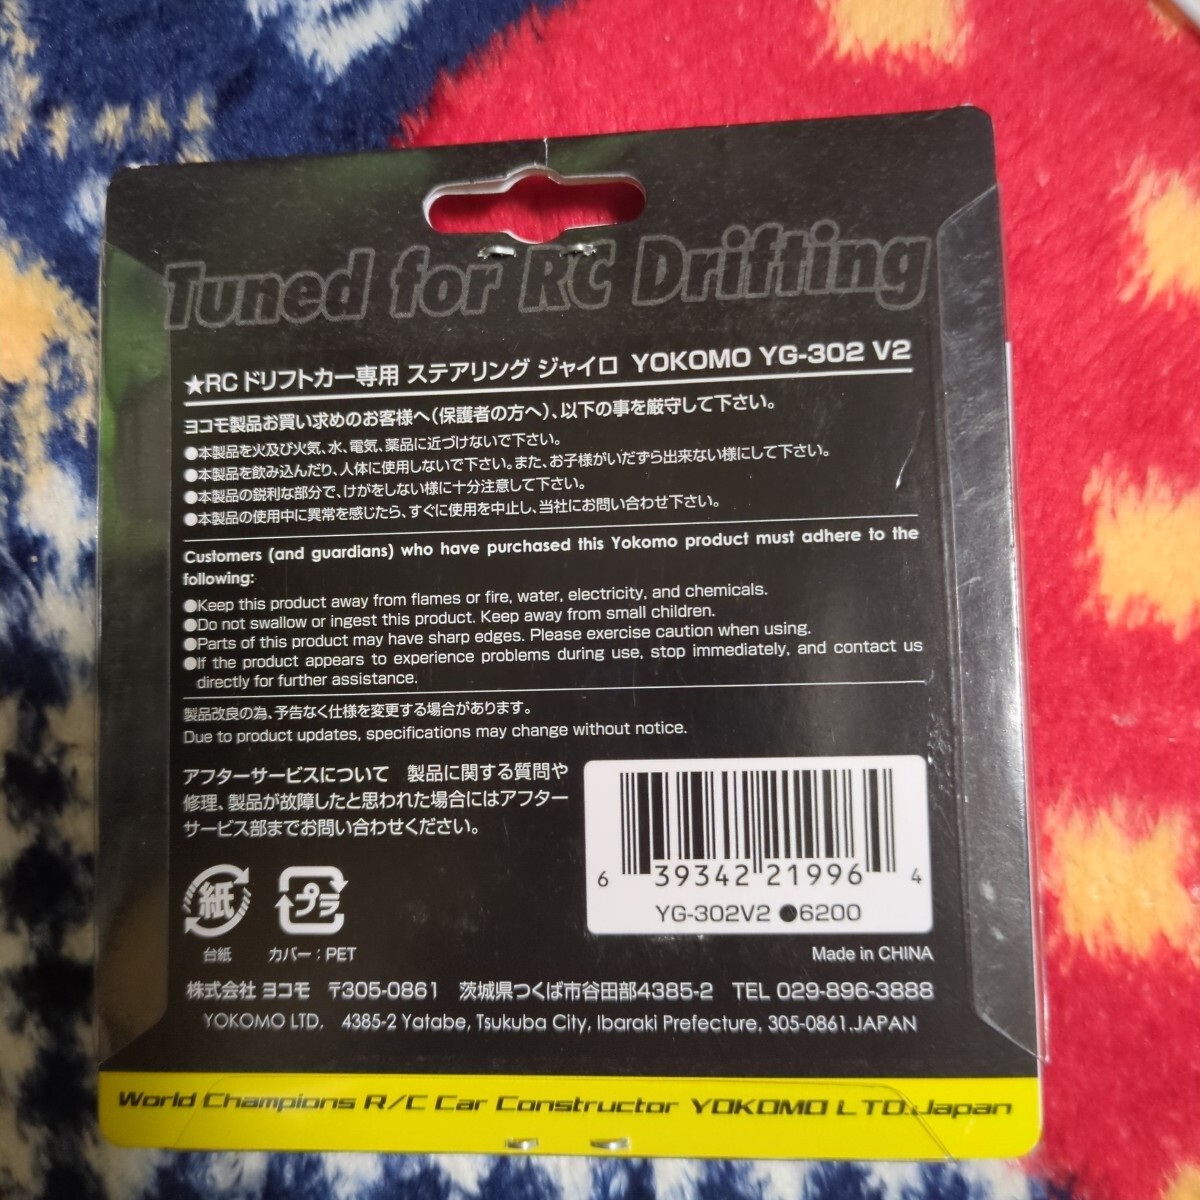 Tuned for RC Drifting
★RCドリフトカー専用 ステアリング ジャイロ YOKOMO YG-302 V2
ヨコモ製品お買い求めのお客様へ（保護者の方へ）、以下の事を厳守して下さい。
●本製品を火及び火気、水、電気、薬品に近づけないで下さい。
●本製品を飲み込んだり、人体に使用しないで下さい。また、お子様がいだずら出来ない様にして下さい。
●本製品の鋭利な部分で、けがをしない様に十分注意して下さい。
●本製品の使用中に異常を感じたら、すぐに使用を中止し、当社にお問い合わせ下さい。
Customers (and guardians) who have purchased this Yokomo product must adhere to the
following:
●Keep this product away from flames or fire, water, electricity, and chemicals.
●Do not swallow or ingest this product. Keep away from small children.
●Parts of this product may have sharp edges. Please exercise caution when using.
●If the product appears to experience problems during use, stop immediately, and contact us
directly for further assistance.
製品改良の為、予告なく仕様を変更する場合があります。
Due to product updates, specifications may change without notice.
アフターサービスについて　製品に関する質問や
修理、製品が故障したと思われた場合にはアフター
サービス部までお問い合わせください。
6 39342 21996 4
YG-302V2 ●6200
紙
プラ
台紙
カバー：PET
Made in CHINA
株式会社 ヨコモ　〒305-0861　茨城県つくば市谷田部4385-2　TEL 029-896-3888
YOKOMO LTD.　4385-2 Yatabe, Tsukuba City, Ibaraki Prefecture, 305-0861.JAPAN
World Champions R/C Car Constructor YOKOMO LTD.Japan